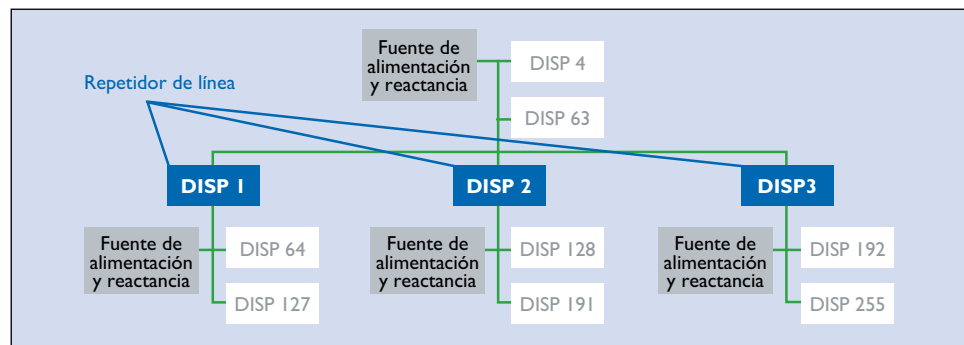 Fuente de
alimentación
y reactancia
DISP 4
Repetidor de línea
DISP 63
DISP 1
DISP 2
DISP3
Fuente de
alimentación
y reactancia
DISP 64
DISP 127
Fuente de
alimentación
y reactancia
DISP 128
DISP 191
Fuente de
alimentación
y reactancia
DISP 192
DISP 255